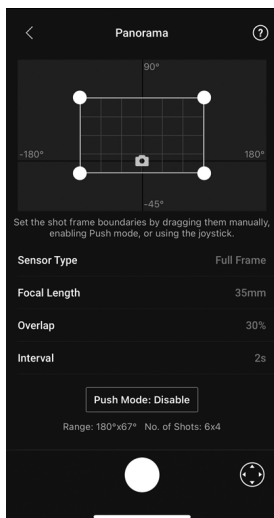 Panorama
?
90°
-180°
180°
-45°
Set the shot frame boundaries by dragging them manually,
enabling Push mode, or using the joystick.
Sensor Type Full Frame
Focal Length 35mm
Overlap 30%
Interval 2s
Push Mode: Disable
Range: 180°x67° No. of Shots: 6x4